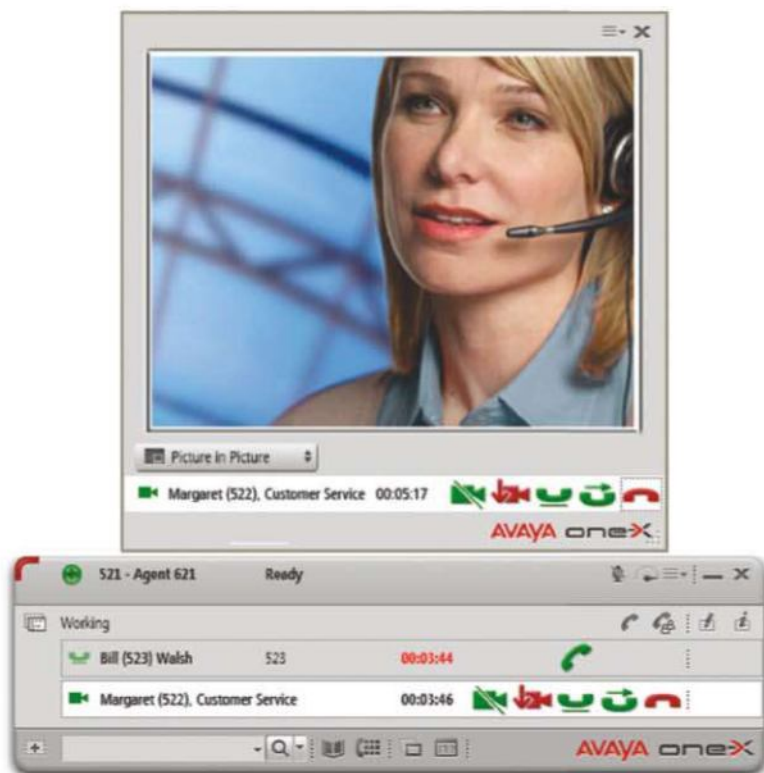 Picture in Picture
Margaret (522), Customer Service 00:05:17
AVAYA one-X
521 - Agent 621 Ready
Working
Bill (523) Walsh 523 00:03:44
Margaret (522), Customer Service 00:03:46
AVAYA one-X